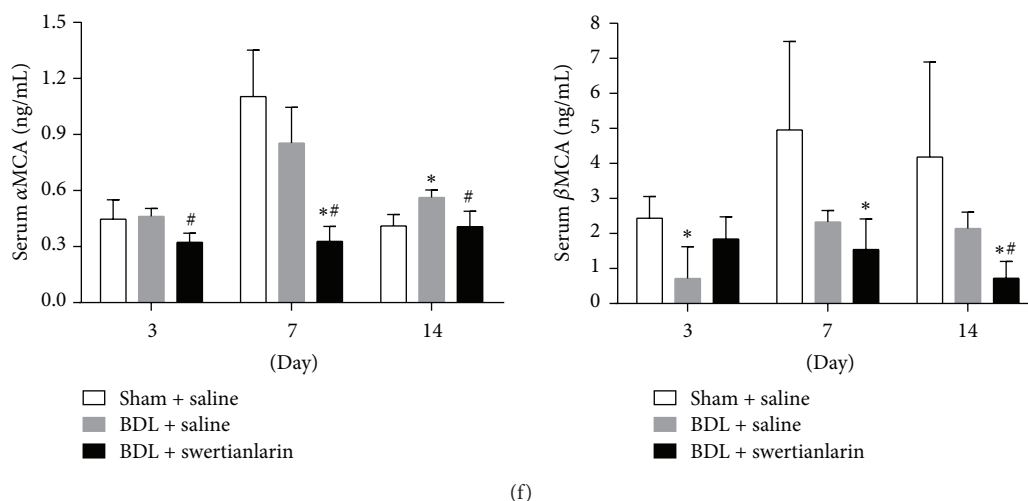 Serum αMCA (ng/mL)
1.5
1.2
0.9
0.6
0.3
0.0
#
*#
*
#
3
7
14
(Day)
Sham + saline
BDL + saline
BDL + swertianlarin
Serum βMCA (ng/mL)
8
7
6
5
4
3
2
1
0
*
*
*#
3
7
14
(Day)
Sham + saline
BDL + saline
BDL + swertianlarin
(f)